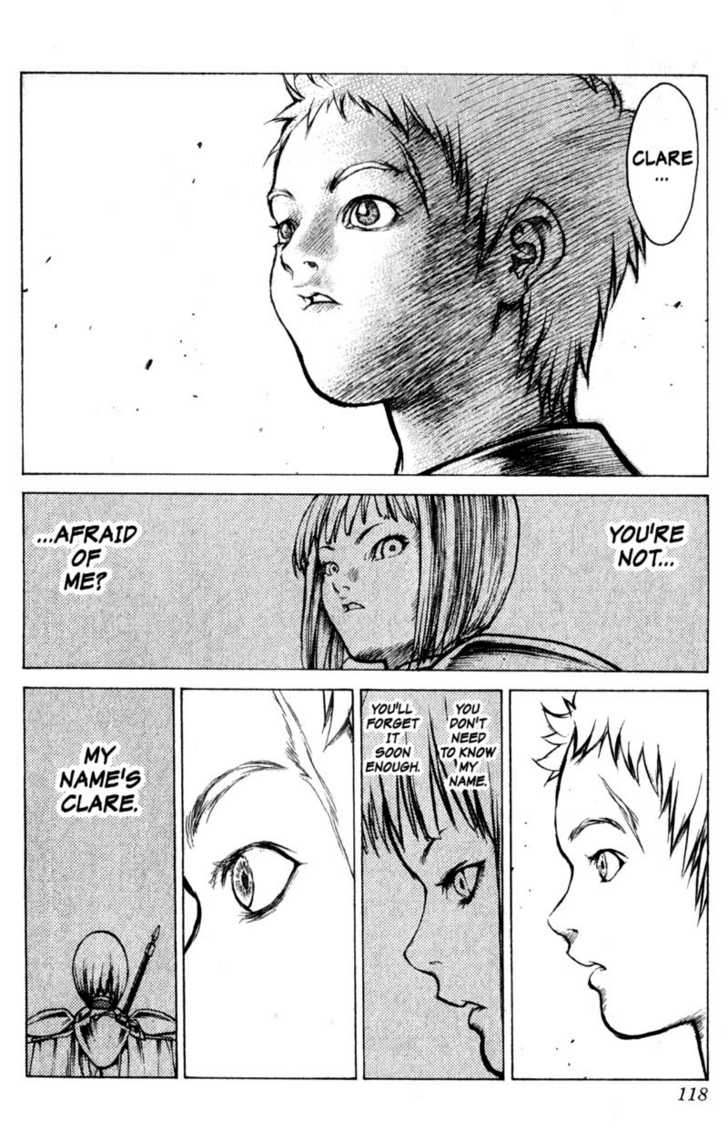 CLARE
...
YOU'RE
NOT...
...AFRAID
OF
ME?
YOU
DON'T
NEED
TO KNOW
MY
NAME.
YOU'LL
FORGET
IT
SOON
ENOUGH.
MY
NAME'S
CLARE.
118